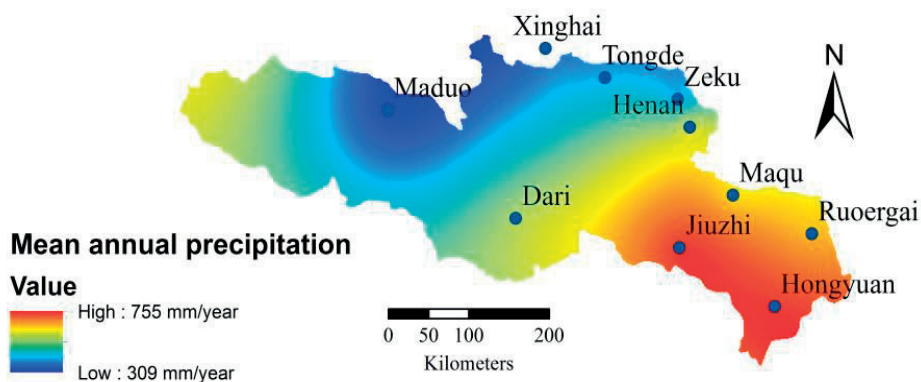 Xinghai
Tongde
N
Maduo
Zeku
Henan
Maqu
Dari
Ruoergai
Jiuzhi
Mean annual precipitation
Value
Hongyuan
High : 755 mm/year
0 50 100 200
Kilometers
Low : 309 mm/year